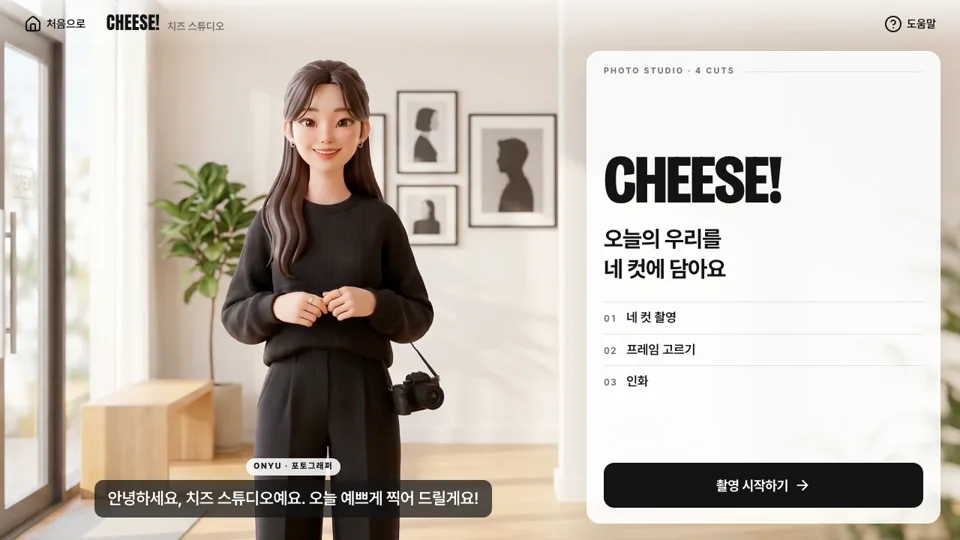 처음으로
CHEESE! 치즈 스튜디오
도움말
PHOTO STUDIO · 4 CUTS
CHEESE!
오늘의 우리를
네 컷에 담아요
01 네 컷 촬영
02 프레임 고르기
03 인화
촬영 시작하기 →
ONYU · 포토그래퍼
안녕하세요, 치즈 스튜디오예요. 오늘 예쁘게 찍어 드릴게요!